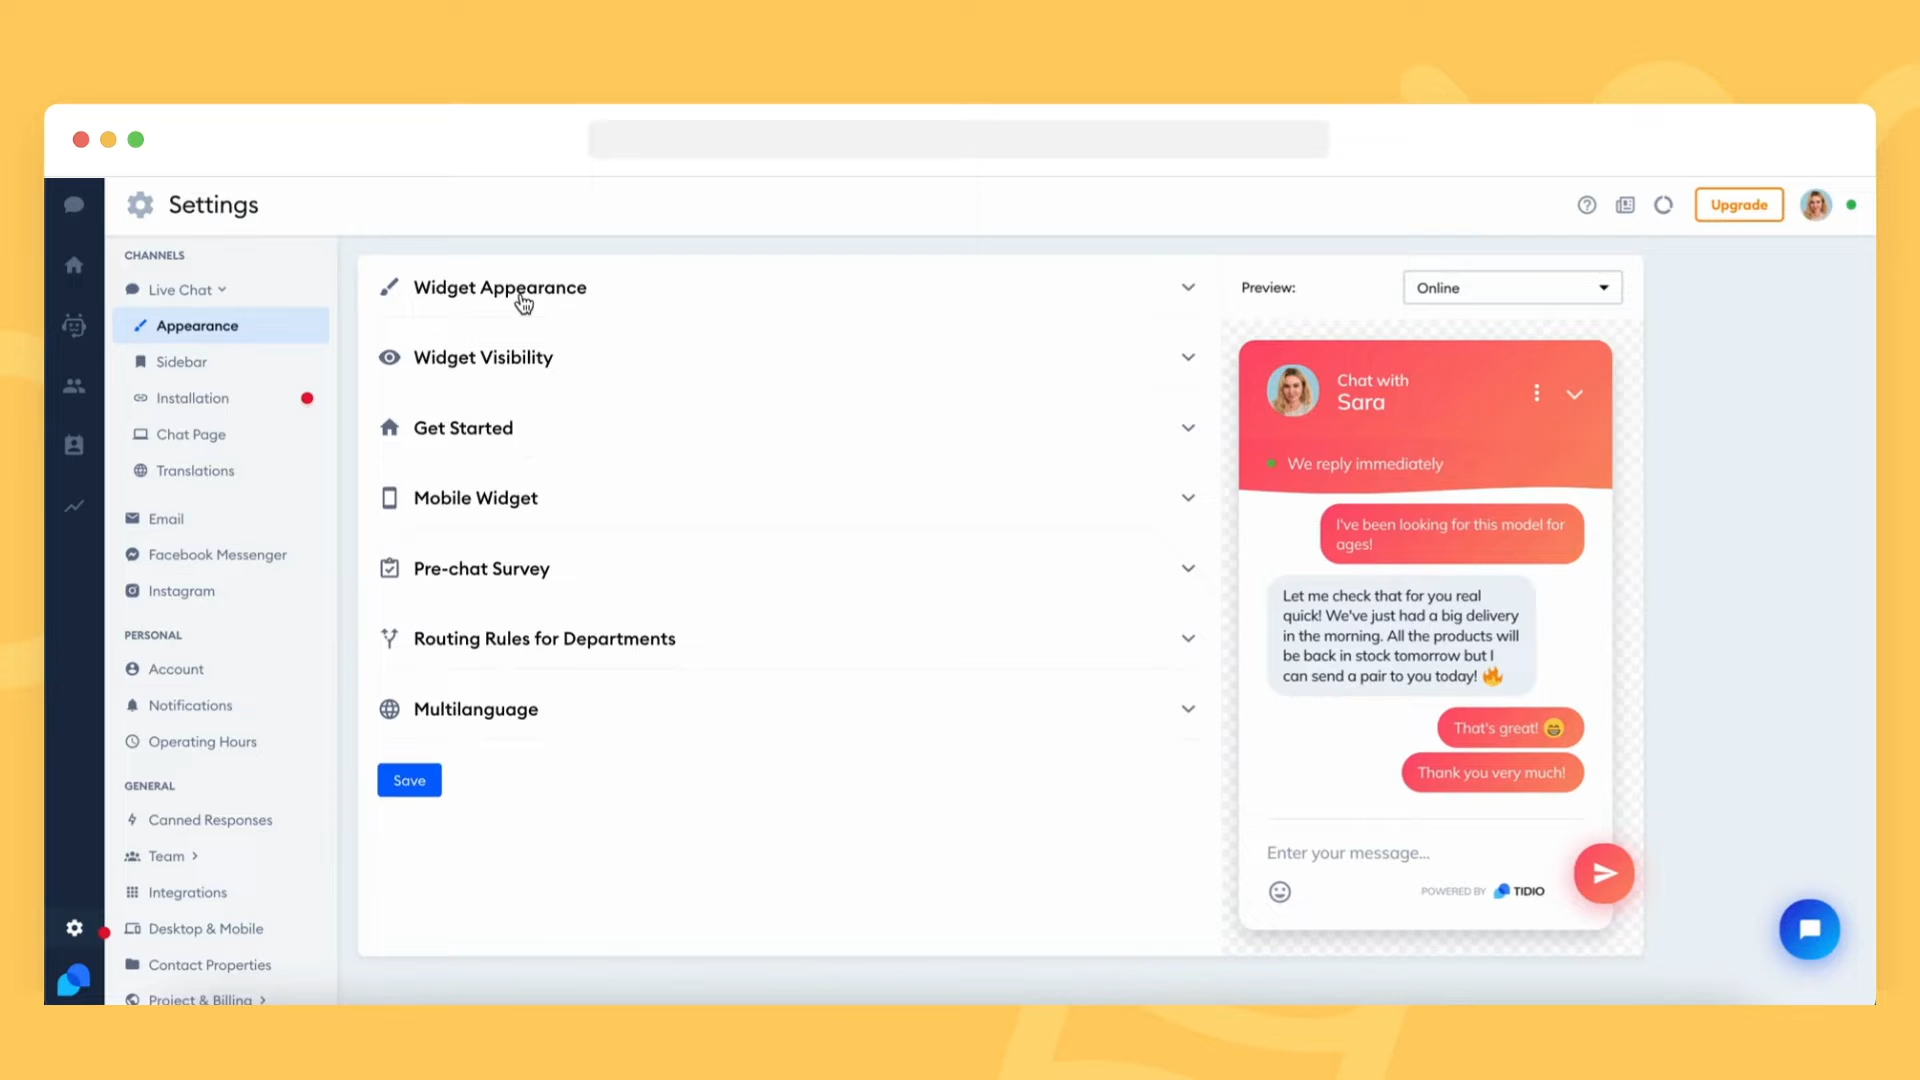 Settings
Upgrade
CHANNELS
Live Chat
Appearance
Sidebar
Installation
Chat Page
Translations
Email
Facebook Messenger
Instagram
PERSONAL
Account
Notifications
Operating Hours
GENERAL
Canned Responses
Team
Integrations
Desktop & Mobile
Contact Properties
Project & Billing
Widget Appearance
Widget Visibility
Get Started
Mobile Widget
Pre-chat Survey
Routing Rules for Departments
Multilanguage
Save
Preview:
Online
Chat with
Sara
We reply immediately
I've been looking for this model for
ages!
Let me check that for you real
quick! We've just had a big delivery
in the morning. All the products will
be back in stock tomorrow but I
can send a pair to you today! 🔥
That's great! 😄
Thank you very much!
Enter your message...
POWERED BY TIDIO